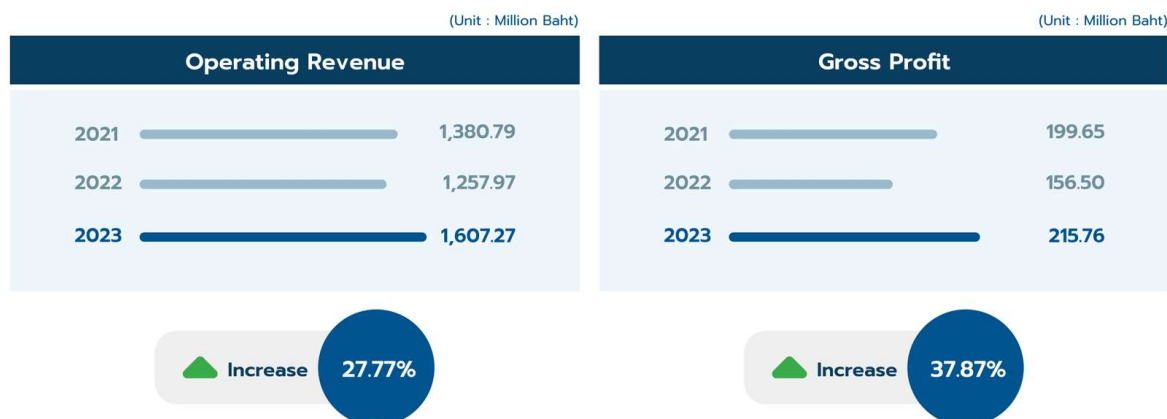 (Unit : Million Baht)
Operating Revenue
2021 1,380.79
2022 1,257.97
2023 1,607.27
Increase 27.77%
(Unit : Million Baht)
Gross Profit
2021 199.65
2022 156.50
2023 215.76
Increase 37.87%